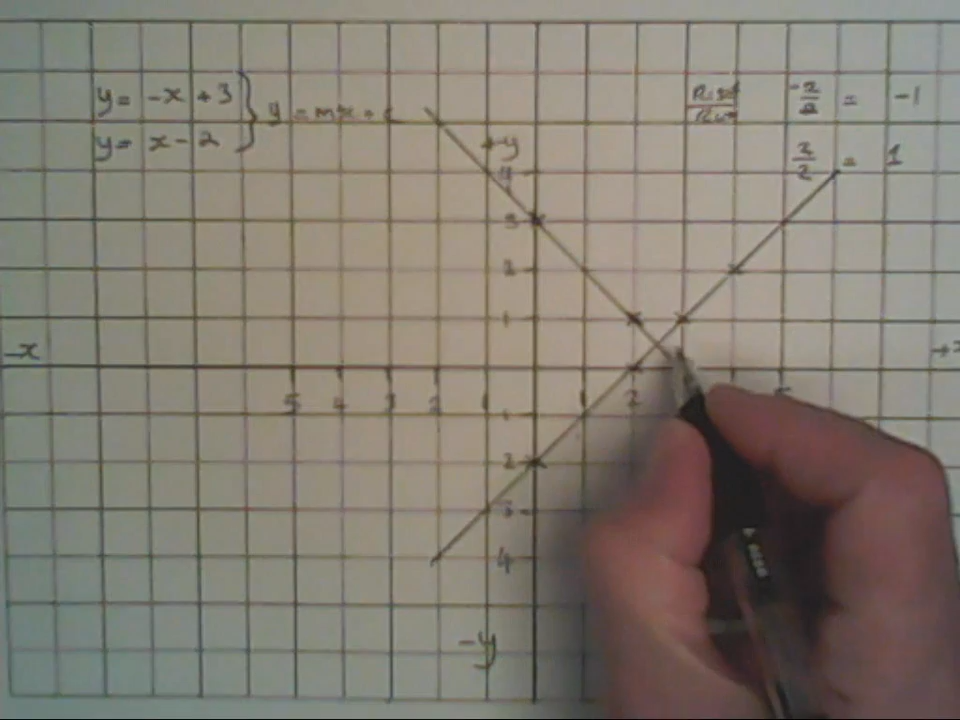 y = -x + 3
y = x - 2
y = mx + c
Rise/Run
-2/2 = -1
2/2 = 1
+y
4
3
2
1
-x
+x
5 4 3 2 1
2 5
1
2
3
4
-y